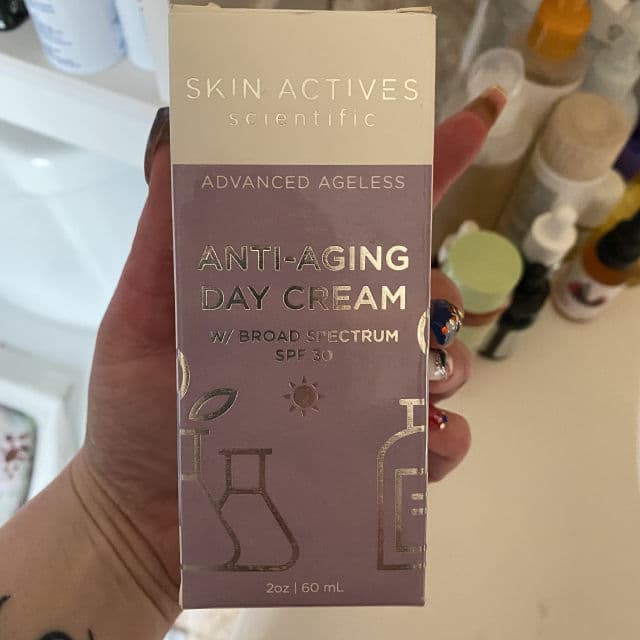 SKIN ACTIVES
scientific
ADVANCED AGELESS
ANTI-AGING
DAY CREAM
W/ BROAD SPECTRUM
SPF 30
2oz | 60 mL